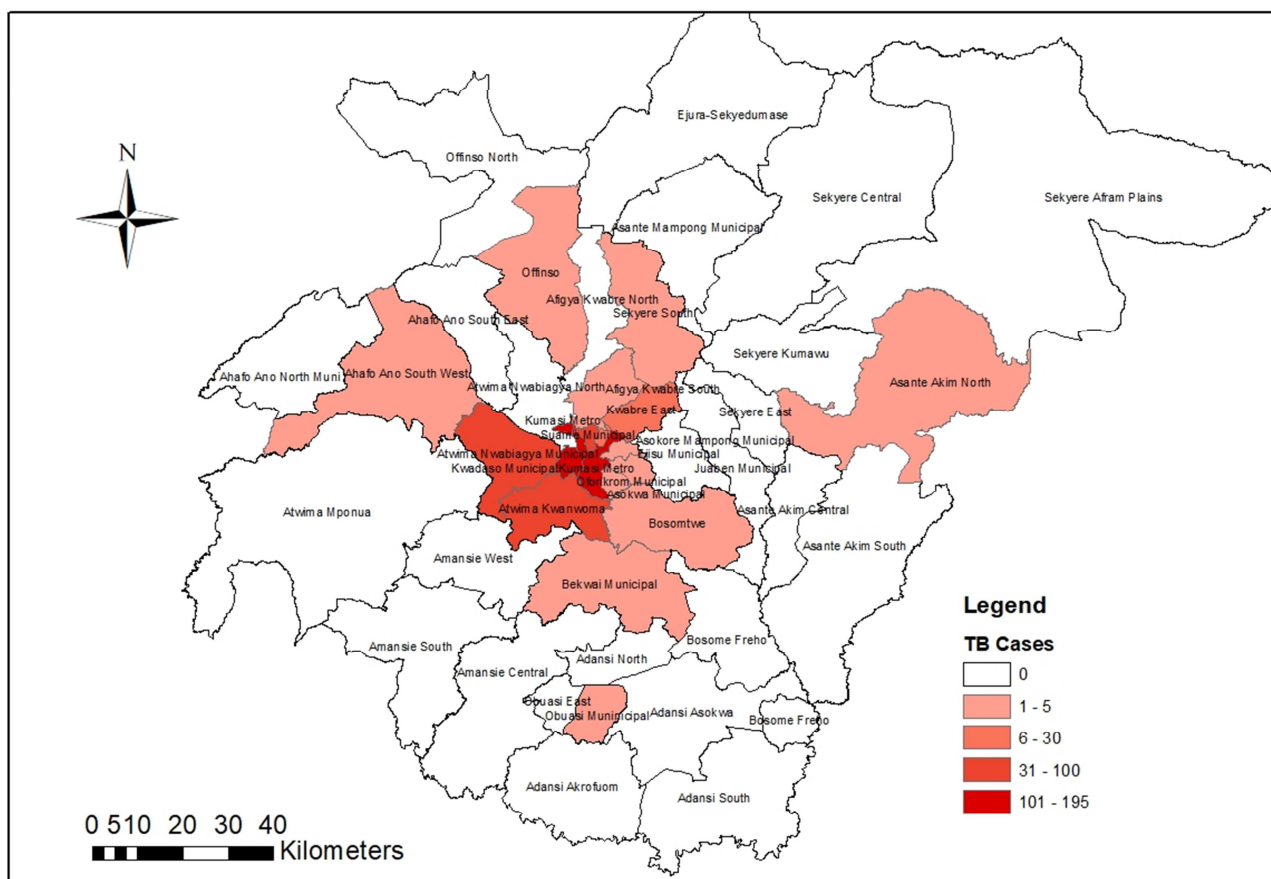 Ejura-Sekyedumase
N
Offinso North
Sekyere Central
Sekyere Afram Plains
Asante Mampong Municipal
Offinso
Afigya Kwabre North
Sekyere South
Ahafo Ano South East
Sekyere Kumawu
Ahafo Ano North Muni
Ahafo Ano South West
Atwima Nwabiagya North
Afigya Kwabre South
Asante Akim North
Kwabre East
Sekyere East
Kumasi Metro
Suame Municipal
Asokore Mampong Municipal
Atwima Nwabiagya Municipal
Ejisu Municipal
Kwadaso Municipal
Kumasi Metro
Juaben Municipal
Oforikrom Municipal
Asokwa Municipal
Atwima Mponua
Atwima Kwanwoma
Bosomtwe
Asante Akim Central
Asante Akim South
Amansie West
Bekwai Municipal
Amansie South
Bosome Freho
Adansi North
Amansie Central
Obuasi East
Obuasi Muninicipal
Adansi Asokwa
Bosome Freho
Adansi Akrofuom
Adansi South
Legend
TB Cases
0
1 - 5
6 - 30
31 - 100
101 - 195
0 5 10 20 30 40
Kilometers